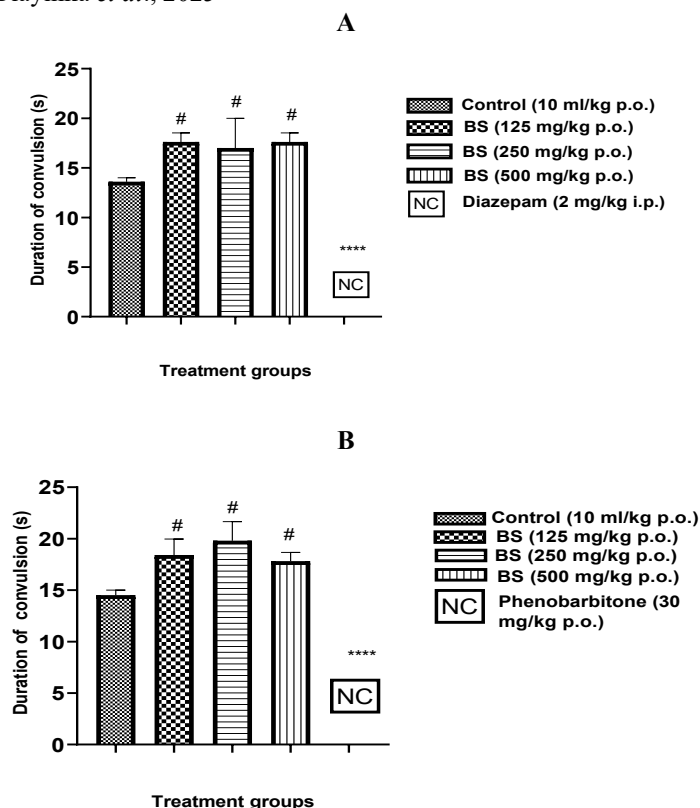 et al., 2023
A
25
20
15
10
5
0
Duration of convulsion (s)
#
#
#
****
NC
Treatment groups
Control (10 ml/kg p.o.)
BS (125 mg/kg p.o.)
BS (250 mg/kg p.o.)
BS (500 mg/kg p.o.)
NC Diazepam (2 mg/kg i.p.)
B
25
20
15
10
5
0
Duration of convulsion (s)
#
#
#
****
NC
Treatment groups
Control (10 ml/kg p.o.)
BS (125 mg/kg p.o.)
BS (250 mg/kg p.o.)
BS (500 mg/kg p.o.)
NC Phenobarbitone (30
mg/kg p.o.)